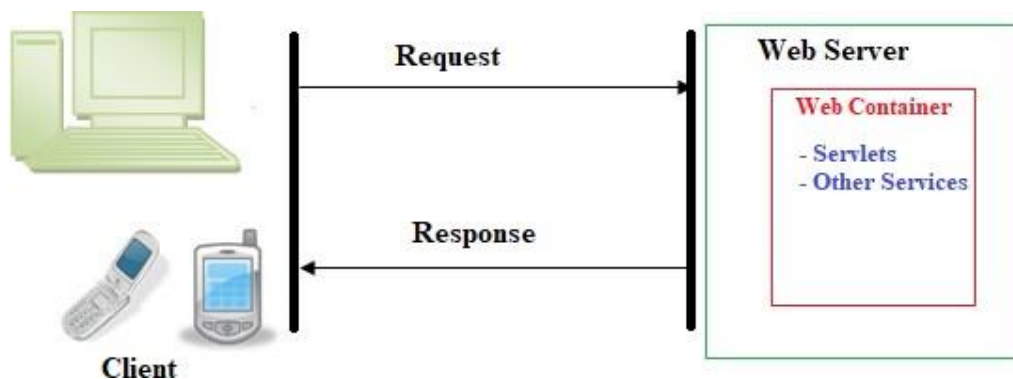 Request
Response
Client
Web Server
Web Container
- Servlets
- Other Services